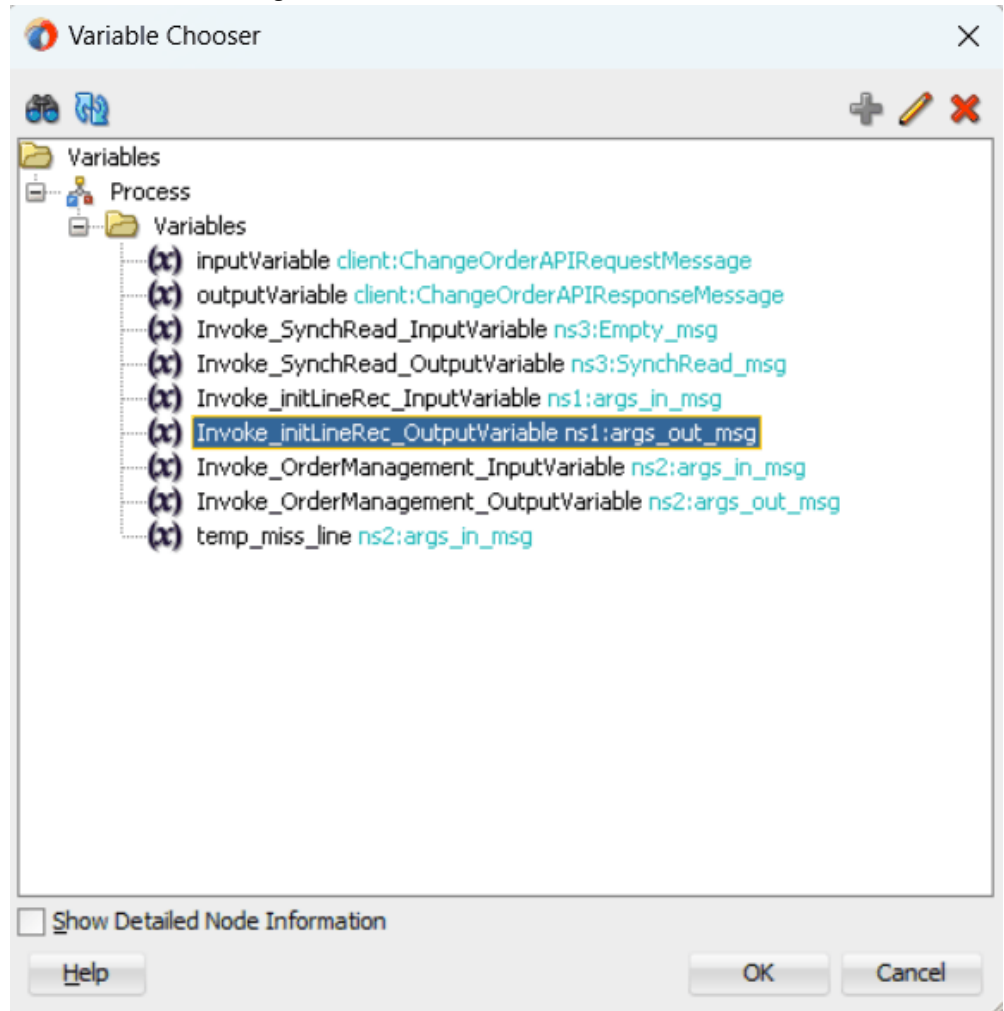 Variable Chooser
Variables
Process
Variables
(x) inputVariable client:ChangeOrderAPIRequestMessage
(x) outputVariable client:ChangeOrderAPIResponseMessage
(x) Invoke_SynchRead_InputVariable ns3:Empty_msg
(x) Invoke_SynchRead_OutputVariable ns3:SynchRead_msg
(x) Invoke_initLineRec_InputVariable ns1:args_in_msg
(x) Invoke_initLineRec_OutputVariable ns1:args_out_msg
(x) Invoke_OrderManagement_InputVariable ns2:args_in_msg
(x) Invoke_OrderManagement_OutputVariable ns2:args_out_msg
(x) temp_miss_line ns2:args_in_msg
Show Detailed Node Information
Help OK Cancel